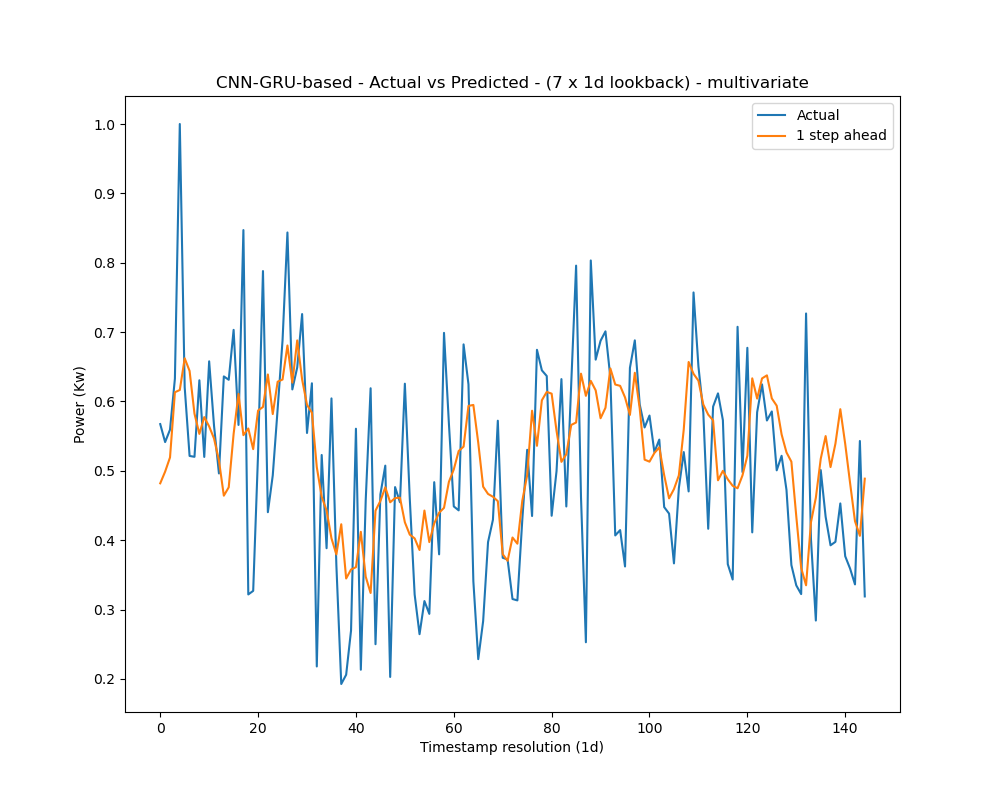 CNN-GRU-based - Actual vs Predicted - (7 x 1d lookback) - multivariate
Actual
1 step ahead
1.0
0.9
0.8
0.7
0.6
0.5
0.4
0.3
0.2
Power (Kw)
0 20 40 60 80 100 120 140
Timestamp resolution (1d)